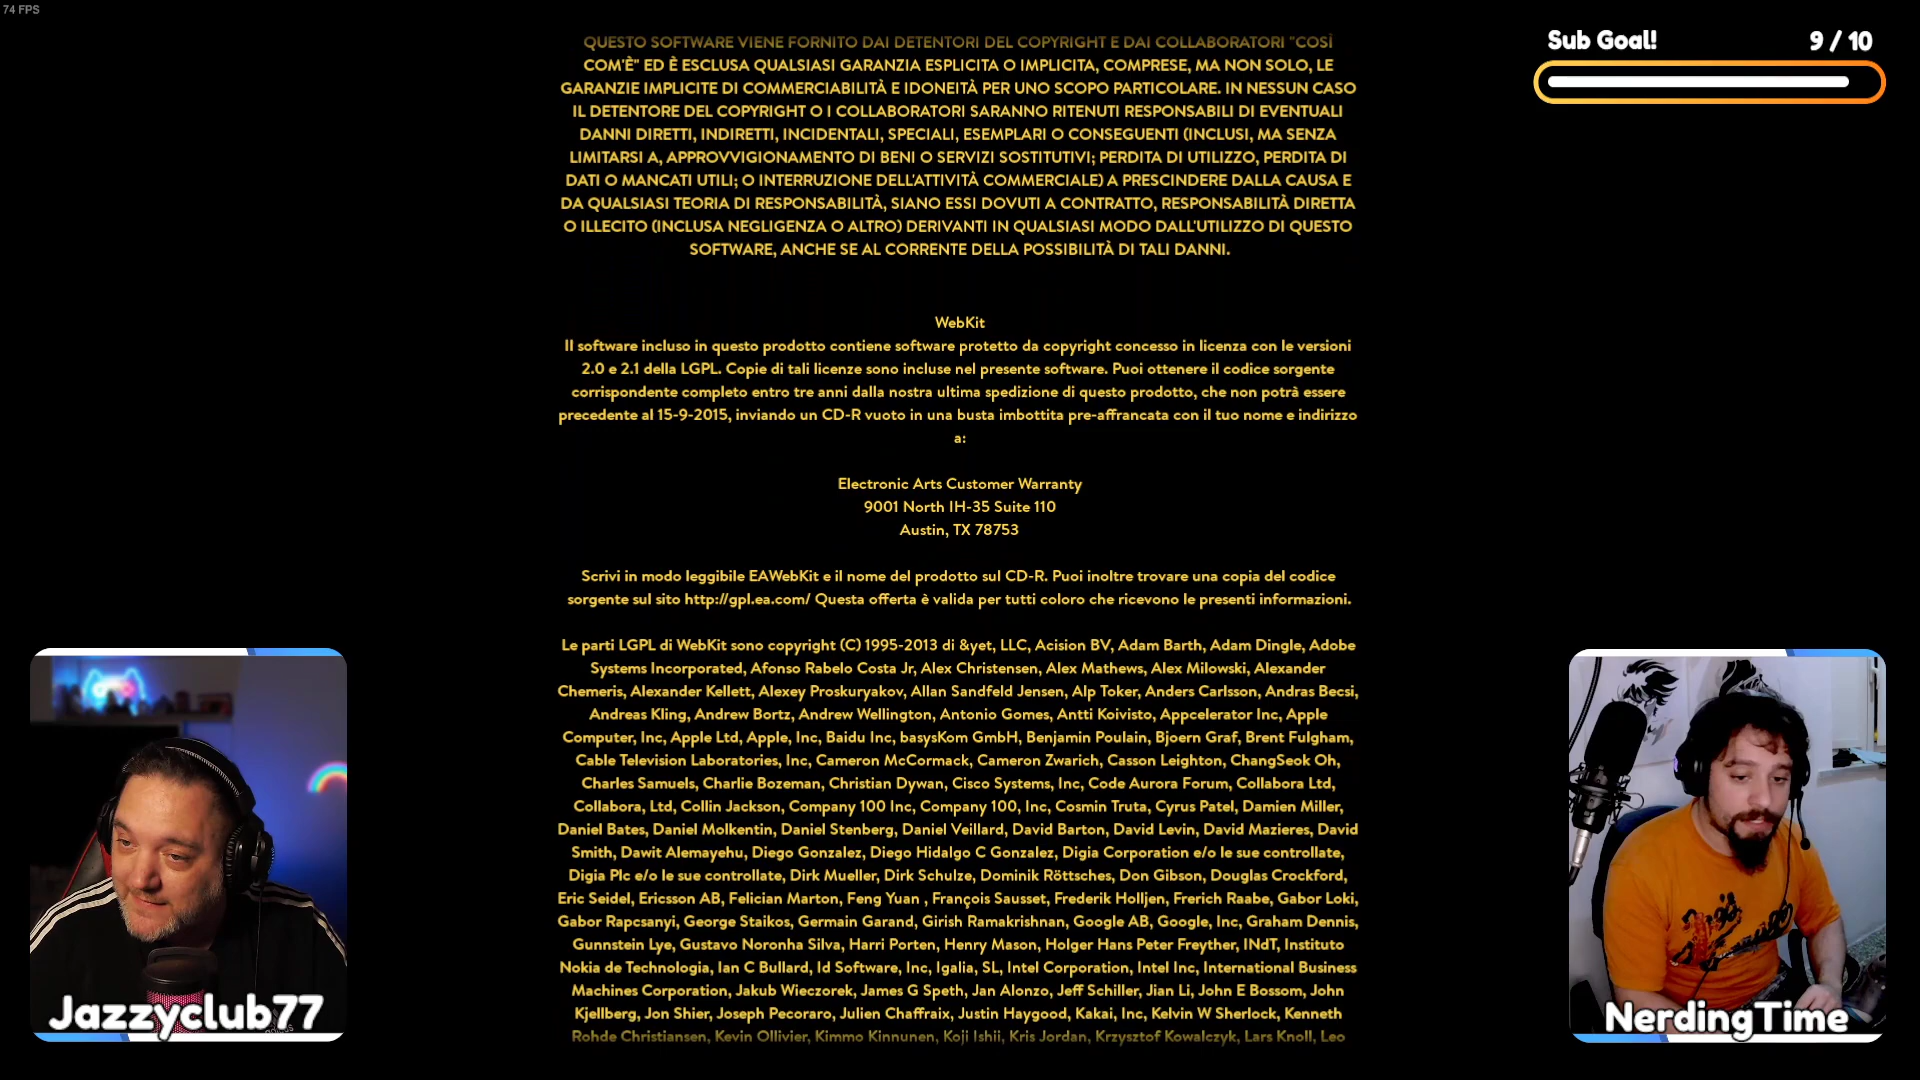 74 FPS
QUESTO SOFTWARE VIENE FORNITO DAI DETENTORI DEL COPYRIGHT E DAI COLLABORATORI "COSÌ
COM'È" ED È ESCLUSA QUALSIASI GARANZIA ESPLICITA O IMPLICITA, COMPRESE, MA NON SOLO, LE
GARANZIE IMPLICITE DI COMMERCIABILITÀ E IDONEITÀ PER UNO SCOPO PARTICOLARE. IN NESSUN CASO
IL DETENTORE DEL COPYRIGHT O I COLLABORATORI SARANNO RITENUTI RESPONSABILI DI EVENTUALI
DANNI DIRETTI, INDIRETTI, INCIDENTALI, SPECIALI, ESEMPLARI O CONSEGUENTI (INCLUSI, MA SENZA
LIMITARSI A, APPROVVIGIONAMENTO DI BENI O SERVIZI SOSTITUTIVI; PERDITA DI UTILIZZO, PERDITA DI
DATI O MANCATI UTILI; O INTERRUZIONE DELL'ATTIVITÀ COMMERCIALE) A PRESCINDERE DALLA CAUSA E
DA QUALSIASI TEORIA DI RESPONSABILITÀ, SIANO ESSI DOVUTI A CONTRATTO, RESPONSABILITÀ DIRETTA
O ILLECITO (INCLUSA NEGLIGENZA O ALTRO) DERIVANTI IN QUALSIASI MODO DALL'UTILIZZO DI QUESTO
SOFTWARE, ANCHE SE AL CORRENTE DELLA POSSIBILITÀ DI TALI DANNI.
WebKit
Il software incluso in questo prodotto contiene software protetto da copyright concesso in licenza con le versioni
2.0 e 2.1 della LGPL. Copie di tali licenze sono incluse nel presente software. Puoi ottenere il codice sorgente
corrispondente completo entro tre anni dalla nostra ultima spedizione di questo prodotto, che non potrà essere
precedente al 15-9-2015, inviando un CD-R vuoto in una busta imbottita pre-affrancata con il tuo nome e indirizzo
a:
Electronic Arts Customer Warranty
9001 North IH-35 Suite 110
Austin, TX 78753
Scrivi in modo leggibile EAWebKit e il nome del prodotto sul CD-R. Puoi inoltre trovare una copia del codice
sorgente sul sito http://gpl.ea.com/ Questa offerta è valida per tutti coloro che ricevono le presenti informazioni.
Le parti LGPL di WebKit sono copyright (C) 1995-2013 di &yet, LLC, Acision BV, Adam Barth, Adam Dingle, Adobe
Systems Incorporated, Afonso Rabelo Costa Jr, Alex Christensen, Alex Mathews, Alex Milowski, Alexander
Chemeris, Alexander Kellett, Alexey Proskuryakov, Allan Sandfeld Jensen, Alp Toker, Anders Carlsson, Andras Becsi,
Andreas Kling, Andrew Bortz, Andrew Wellington, Antonio Gomes, Antti Koivisto, Appcelerator Inc, Apple
Computer, Inc, Apple Ltd, Apple, Inc, Baidu Inc, basysKom GmbH, Benjamin Poulain, Bjoern Graf, Brent Fulgham,
Cable Television Laboratories, Inc, Cameron McCormack, Cameron Zwarich, Casson Leighton, ChangSeok Oh,
Charles Samuels, Charlie Bozeman, Christian Dywan, Cisco Systems, Inc, Code Aurora Forum, Collabora Ltd,
Collabora, Ltd, Collin Jackson, Company 100 Inc, Company 100, Inc, Cosmin Truta, Cyrus Patel, Damien Miller,
Daniel Bates, Daniel Molkentin, Daniel Stenberg, Daniel Veillard, David Barton, David Levin, David Mazieres, David
Smith, Dawit Alemayehu, Diego Gonzalez, Diego Hidalgo C Gonzalez, Digia Corporation e/o le sue controllate,
Digia Plc e/o le sue controllate, Dirk Mueller, Dirk Schulze, Dominik Röttsches, Don Gibson, Douglas Crockford,
Eric Seidel, Ericsson AB, Felician Marton, Feng Yuan , François Sausset, Frederik Holljen, Frerich Raabe, Gabor Loki,
Gabor Rapcsanyi, George Staikos, Germain Garand, Girish Ramakrishnan, Google AB, Google, Inc, Graham Dennis,
Gunnstein Lye, Gustavo Noronha Silva, Harri Porten, Henry Mason, Holger Hans Peter Freyther, INdT, Instituto
Nokia de Technologia, Ian C Bullard, Id Software, Inc, Igalia, SL, Intel Corporation, Intel Inc, International Business
Machines Corporation, Jakub Wieczorek, James G Speth, Jan Alonzo, Jeff Schiller, Jian Li, John E Bossom, John
Kjellberg, Jon Shier, Joseph Pecoraro, Julien Chaffraix, Justin Haygood, Kakai, Inc, Kelvin W Sherlock, Kenneth
Rohde Christiansen, Kevin Ollivier, Kimmo Kinnunen, Koji Ishii, Kris Jordan, Krzysztof Kowalczyk, Lars Knoll, Leo
Sub Goal!
9 / 10
Jazzyclub77
NerdingTime